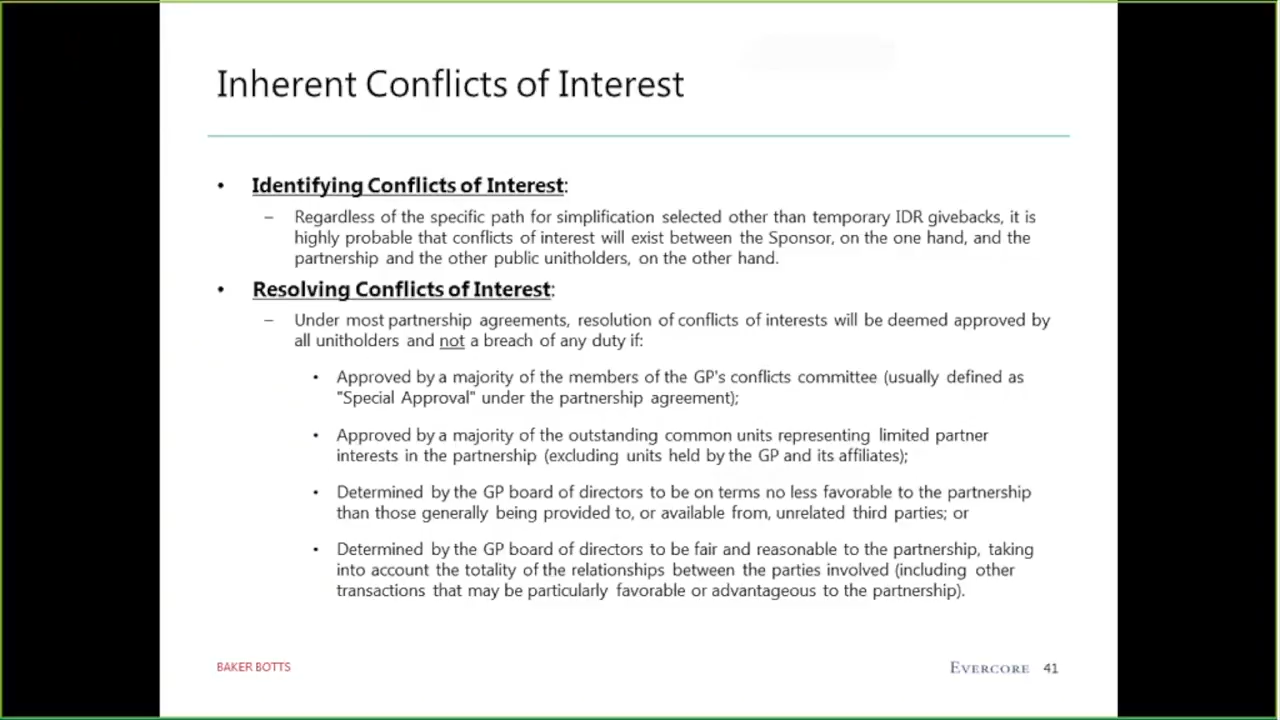 Inherent Conflicts of Interest
• Identifying Conflicts of Interest:
– Regardless of the specific path for simplification selected other than temporary IDR givebacks, it is
highly probable that conflicts of interest will exist between the Sponsor, on the one hand, and the
partnership and the other public unitholders, on the other hand.
• Resolving Conflicts of Interest:
– Under most partnership agreements, resolution of conflicts of interests will be deemed approved by
all unitholders and not a breach of any duty if:
• Approved by a majority of the members of the GP's conflicts committee (usually defined as
"Special Approval" under the partnership agreement);
• Approved by a majority of the outstanding common units representing limited partner
interests in the partnership (excluding units held by the GP and its affiliates);
• Determined by the GP board of directors to be on terms no less favorable to the partnership
than those generally being provided to, or available from, unrelated third parties; or
• Determined by the GP board of directors to be fair and reasonable to the partnership, taking
into account the totality of the relationships between the parties involved (including other
transactions that may be particularly favorable or advantageous to the partnership).
BAKER BOTTS
EVERCORE 41